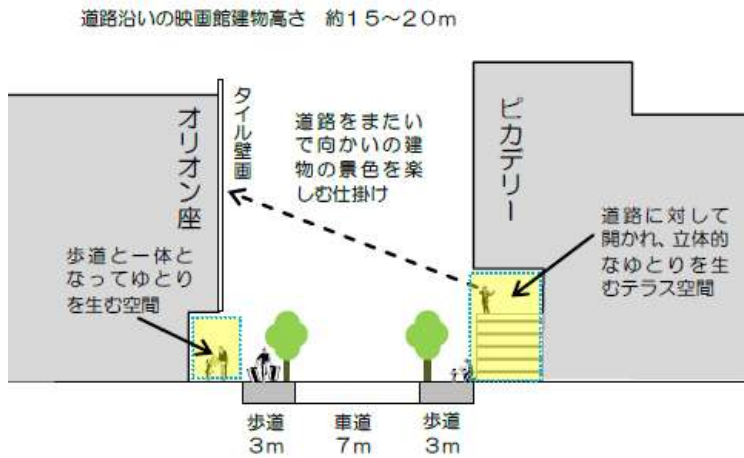 道路沿いの映画館建物高さ 約15~20m
オリオン座
タイル壁画
道路をまたい
で向かいの建
物の景色を楽
しむ仕掛け
ピカデリー
道路に対して
開かれ、立体的
なゆとりを生
むテラス空間
歩道と一体と
なってゆとり
を生む空間
歩道
3m
車道
7m
歩道
3m